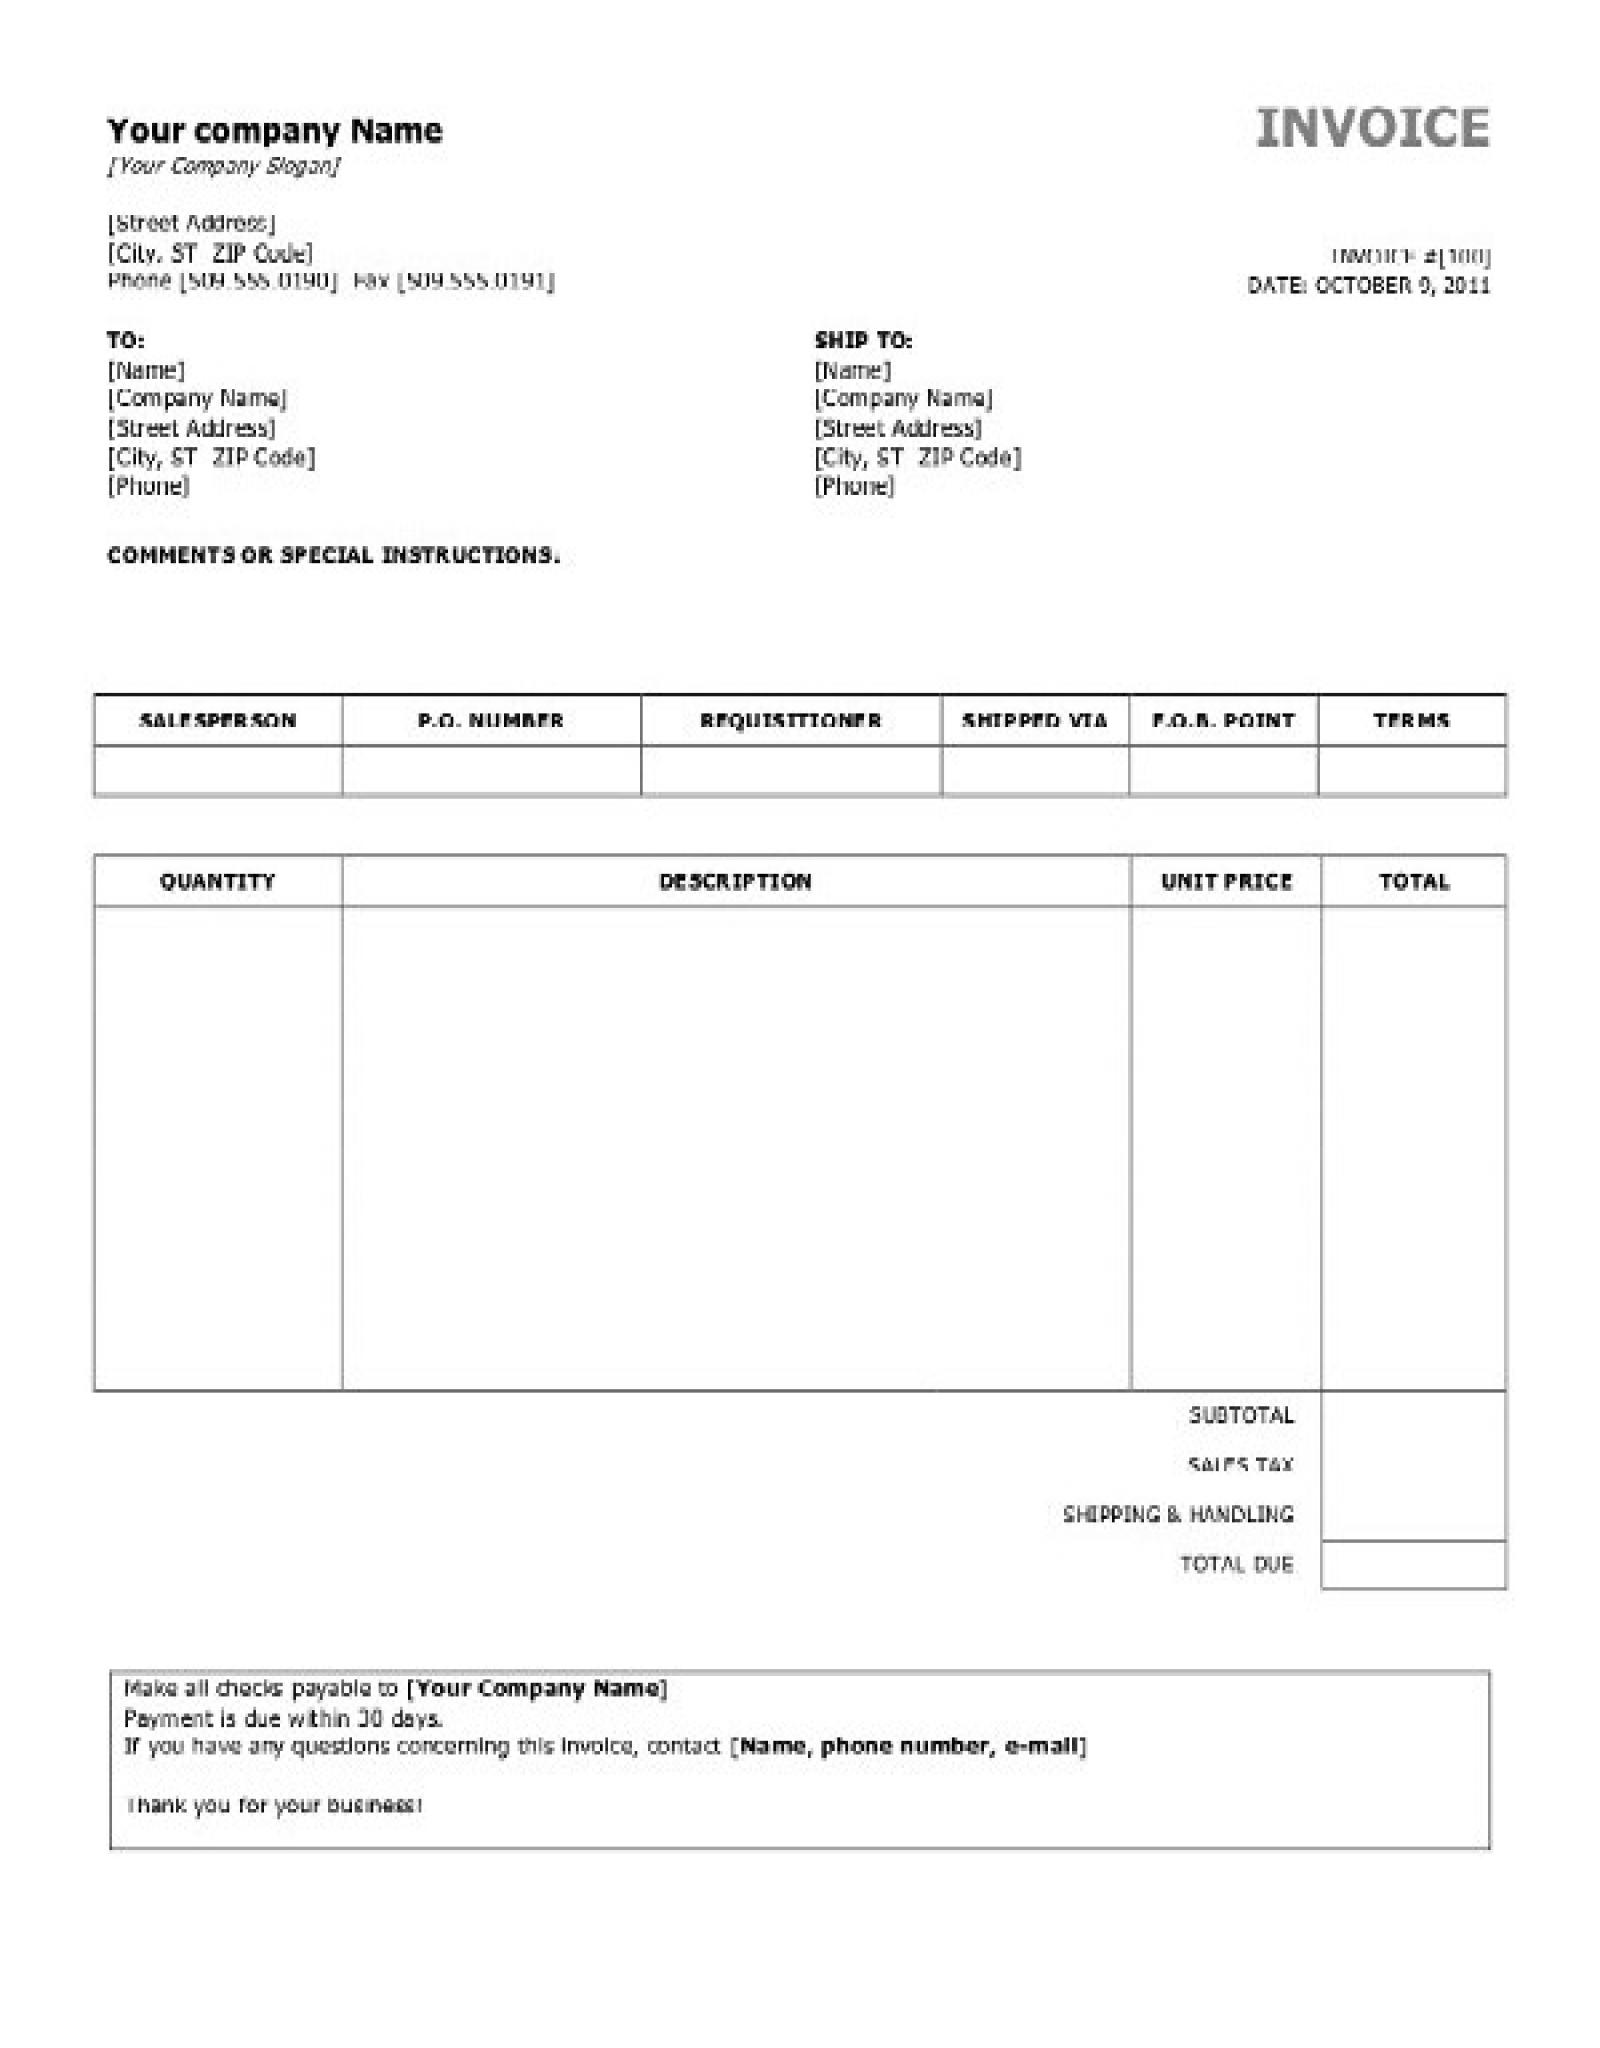 Your company Name
INVOICE
[Your Company Slogan]
[Street Address]
[City, ST  ZIP Code]
Phone [509.555.0190]  Fax [509.555.0191]
INVOICE #[100]
DATE: OCTOBER 9, 2011
TO:
[Name]
[Company Name]
[Street Address]
[City, ST  ZIP Code]
[Phone]
SHIP TO:
[Name]
[Company Name]
[Street Address]
[City, ST  ZIP Code]
[Phone]
COMMENTS OR SPECIAL INSTRUCTIONS.
SALESPERSON P.O. NUMBER REQUISITIONER SHIPPED VIA F.O.B. POINT TERMS
QUANTITY DESCRIPTION UNIT PRICE TOTAL
SUBTOTAL
SALES TAX
SHIPPING & HANDLING
TOTAL DUE
Make all checks payable to [Your Company Name]
Payment is due within 30 days.
If you have any questions concerning this invoice, contact [Name, phone number, e-mail]
Thank you for your business!